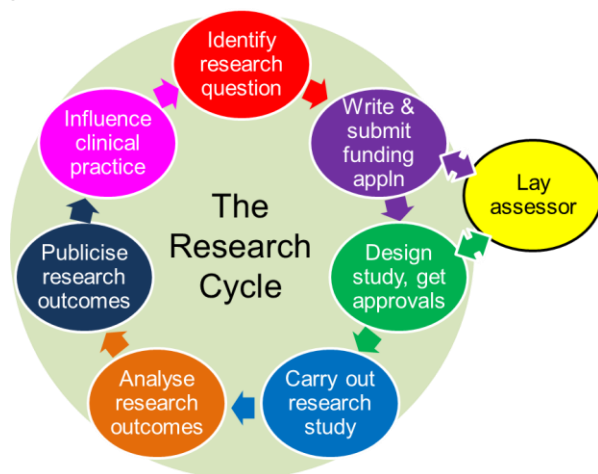 Identify
research
question
Write &
submit
funding
appln
Lay
assessor
Design
study, get
approvals
Carry out
research
study
Analyse
research
outcomes
Publicise
research
outcomes
Influence
clinical
practice
The
Research
Cycle